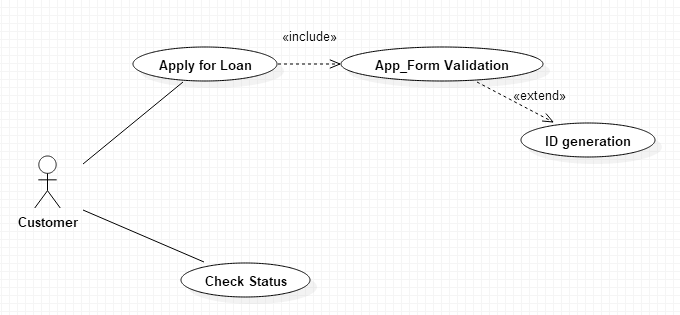 «include»
Apply for Loan
App_Form Validation
«extend»
ID generation
Customer
Check Status